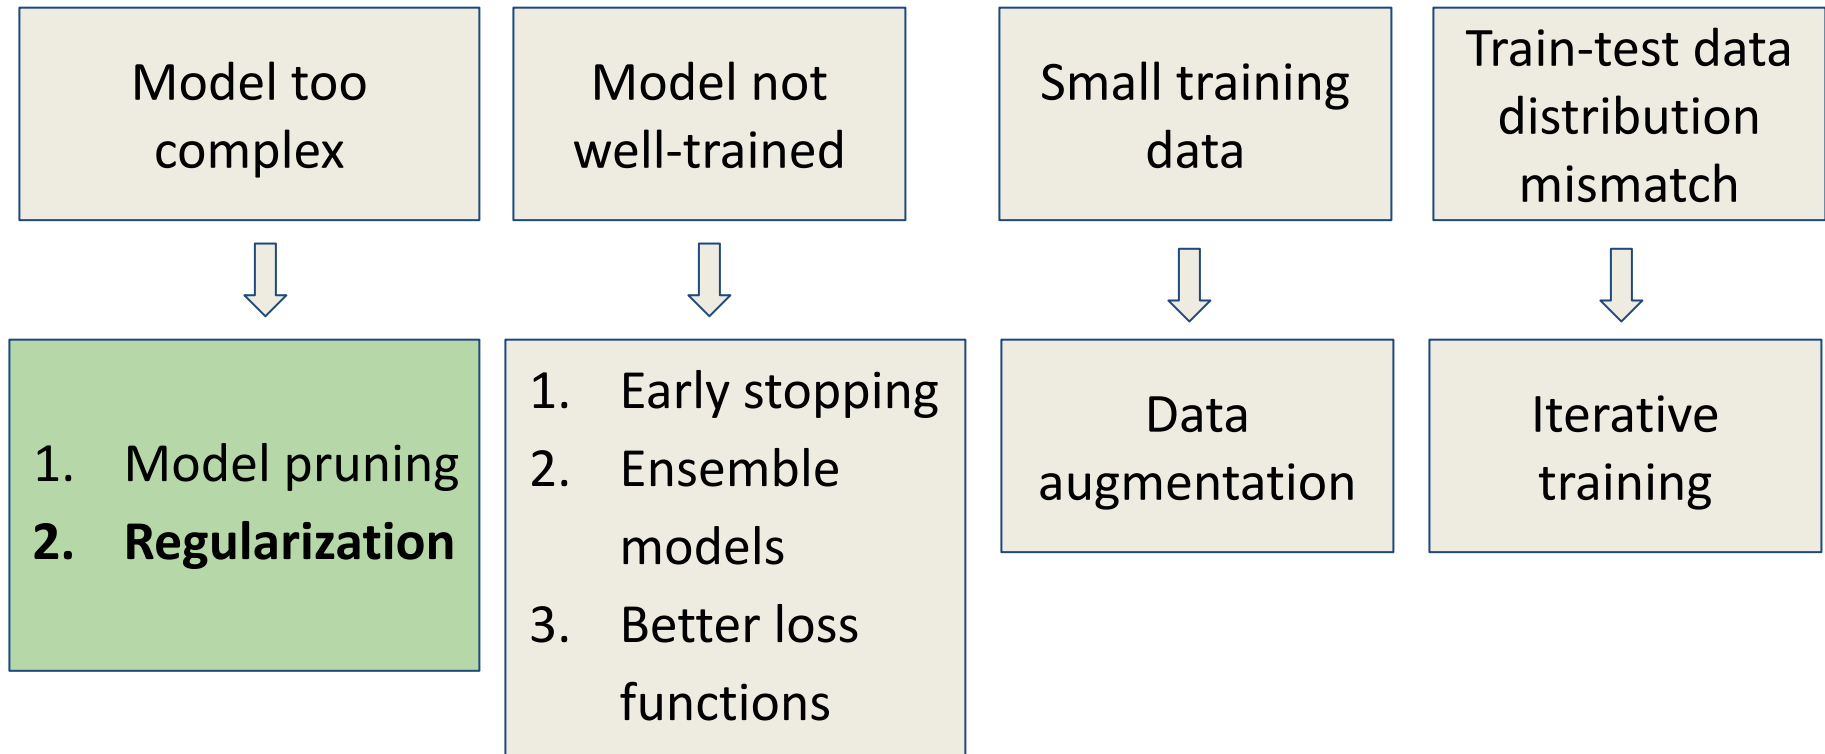 Model too
complex
Model not
well-trained
Small training
data
Train-test data
distribution
mismatch
1. Model pruning
2. Regularization
1. Early stopping
2. Ensemble
models
3. Better loss
functions
Data
augmentation
Iterative
training